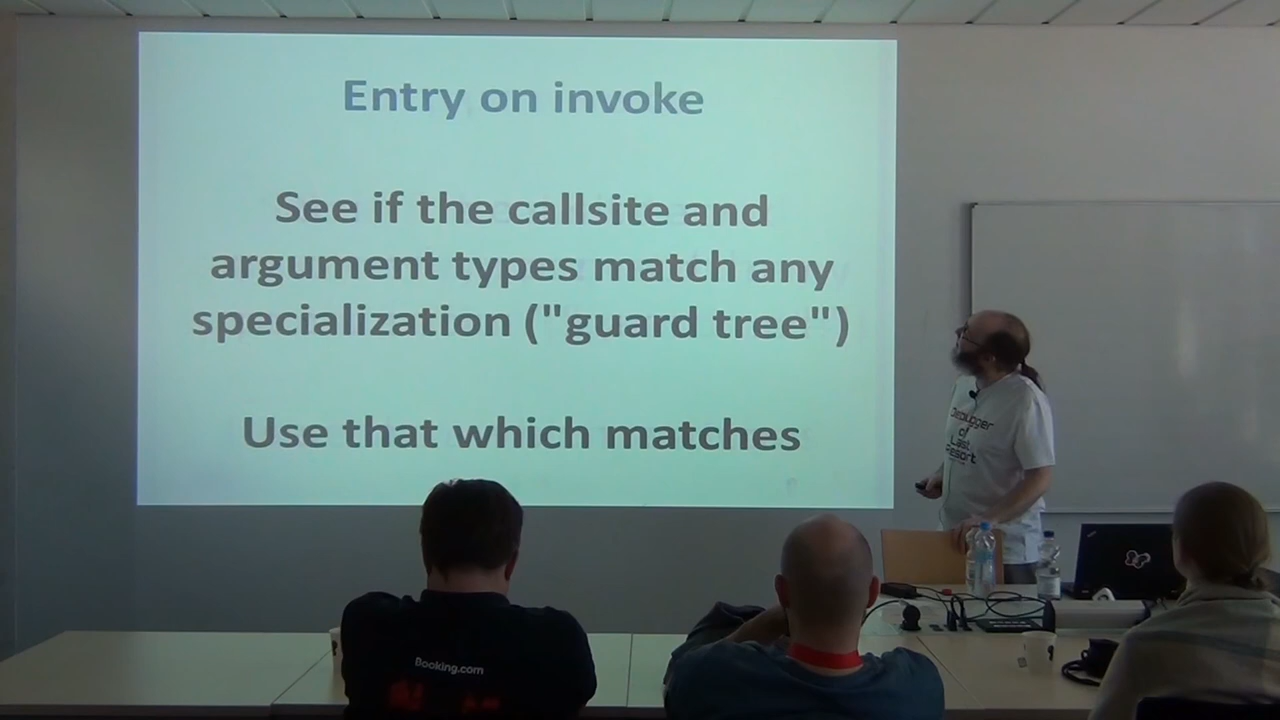 Entry on invoke
See if the callsite and
argument types match any
specialization ("guard tree")
Use that which matches
Debugger
of
Last
Resort
Booking.com